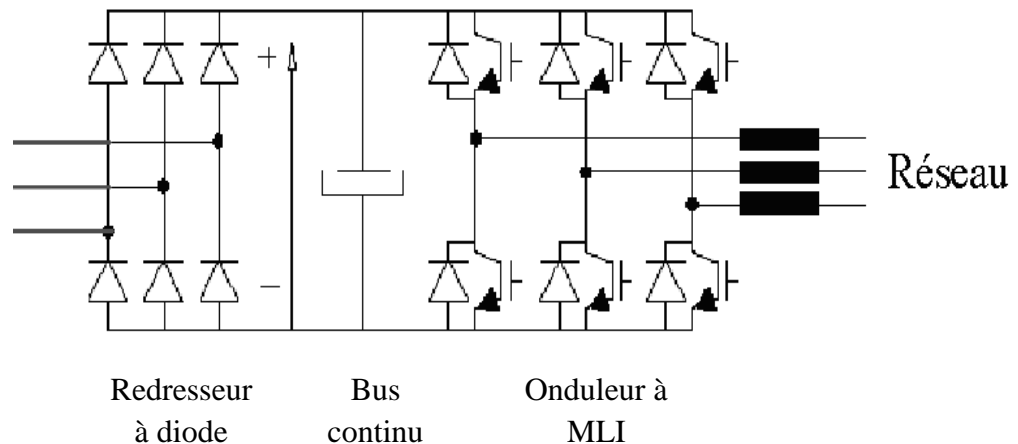 +
−
Réseau
Redresseur
à diode
Bus
continu
Onduleur à
MLI